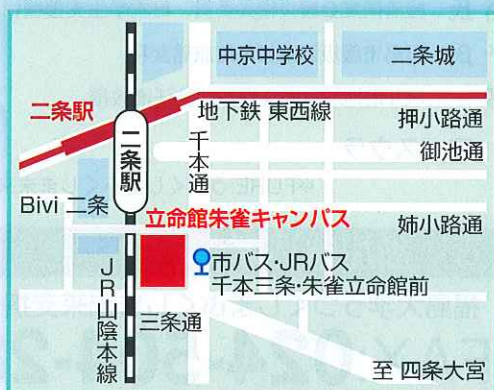 中京中学校
二条城
二条駅
地下鉄 東西線
押小路通
二条駅
千本通
御池通
Bivi 二条
立命館朱雀キャンパス
姉小路通
市バス・JRバス
千本三条・朱雀立命館前
JR山陰本線
三条通
至 四条大宮